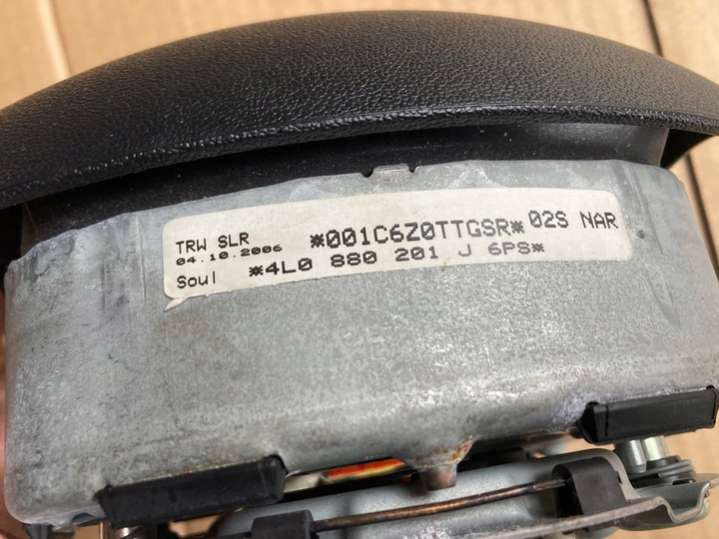 TRW SLR *001C6Z0TTGSR* 02S NAR
04.10.2006
Soul *4L0 880 201 J 6PS*